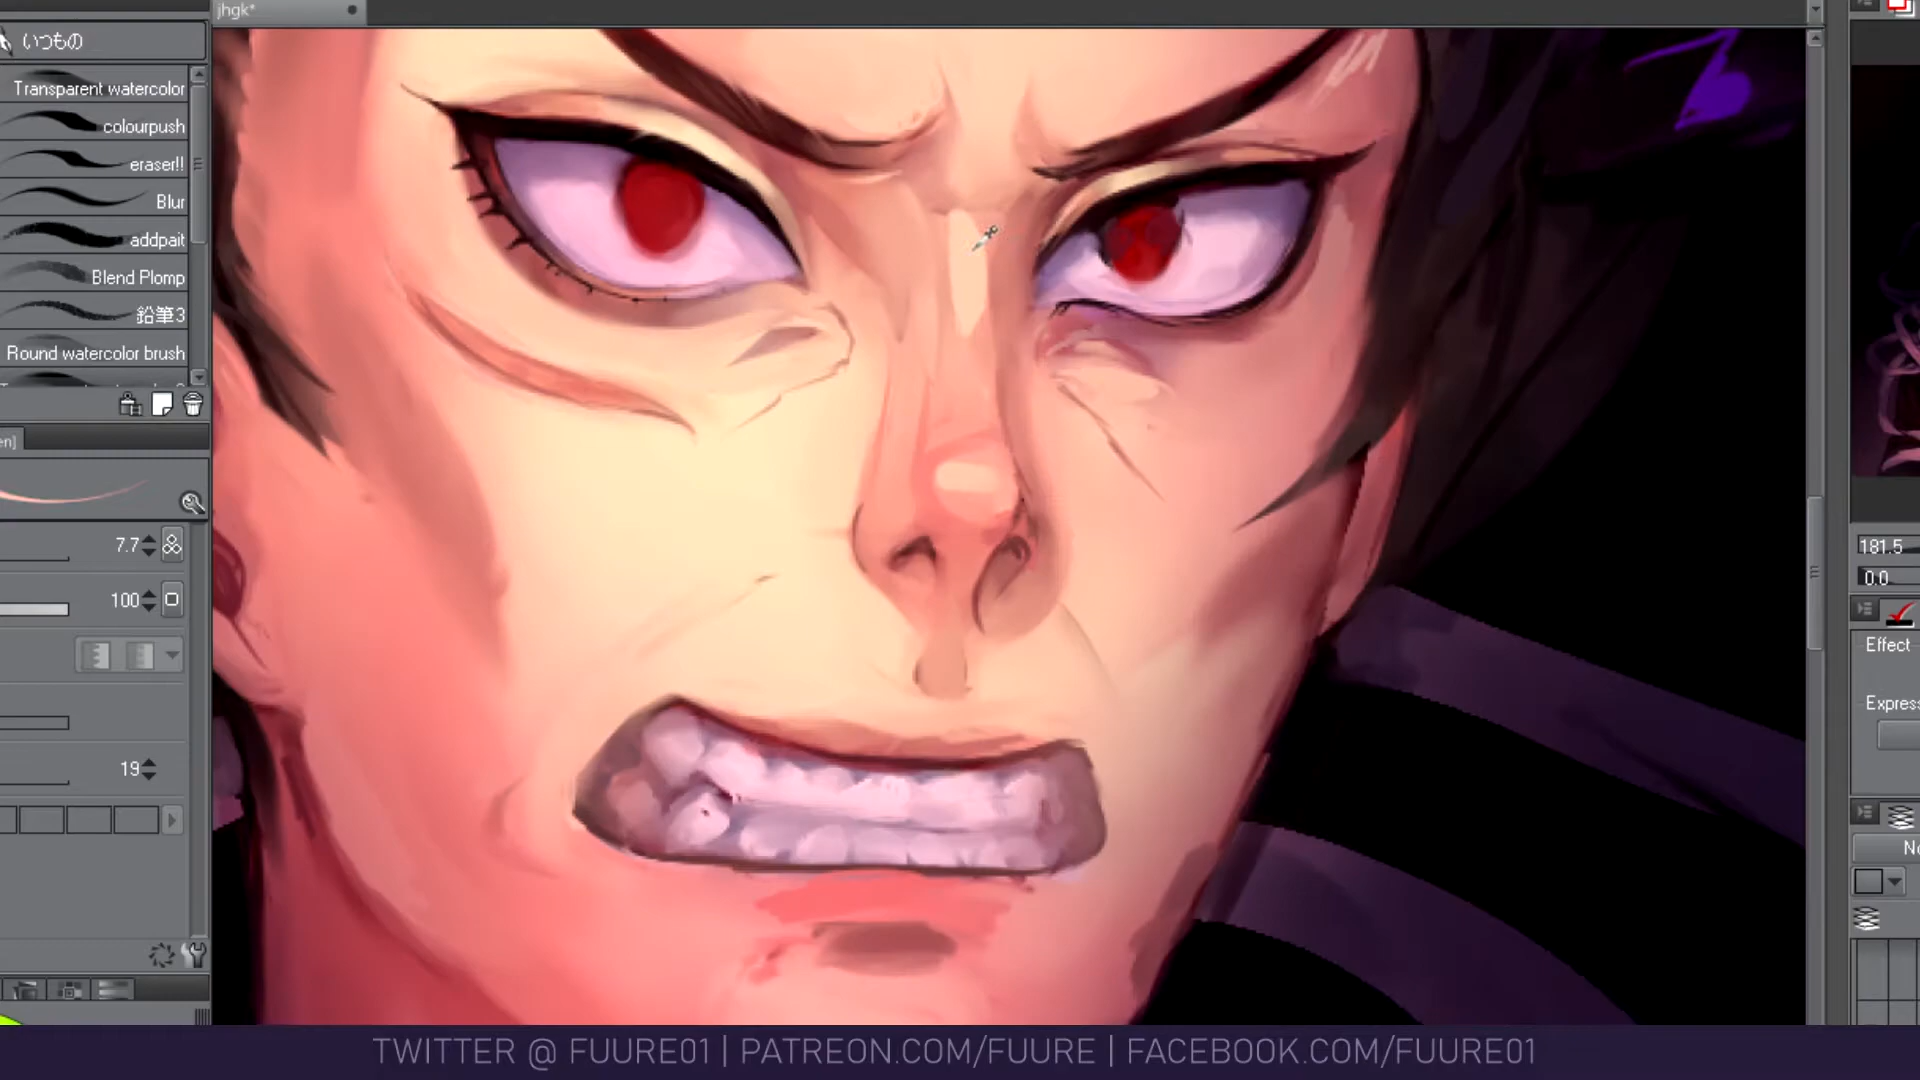 jhgk*
いつもの
Transparent watercolor
colourpush
eraser!!
Blur
addpait
Blend Plomp
鉛筆3
Round watercolor brush
en]
7.7
100
19
181.5
0.0
Effect
Express
No
TWITTER @ FUURE01 | PATREON.COM/FUURE | FACEBOOK.COM/FUURE01